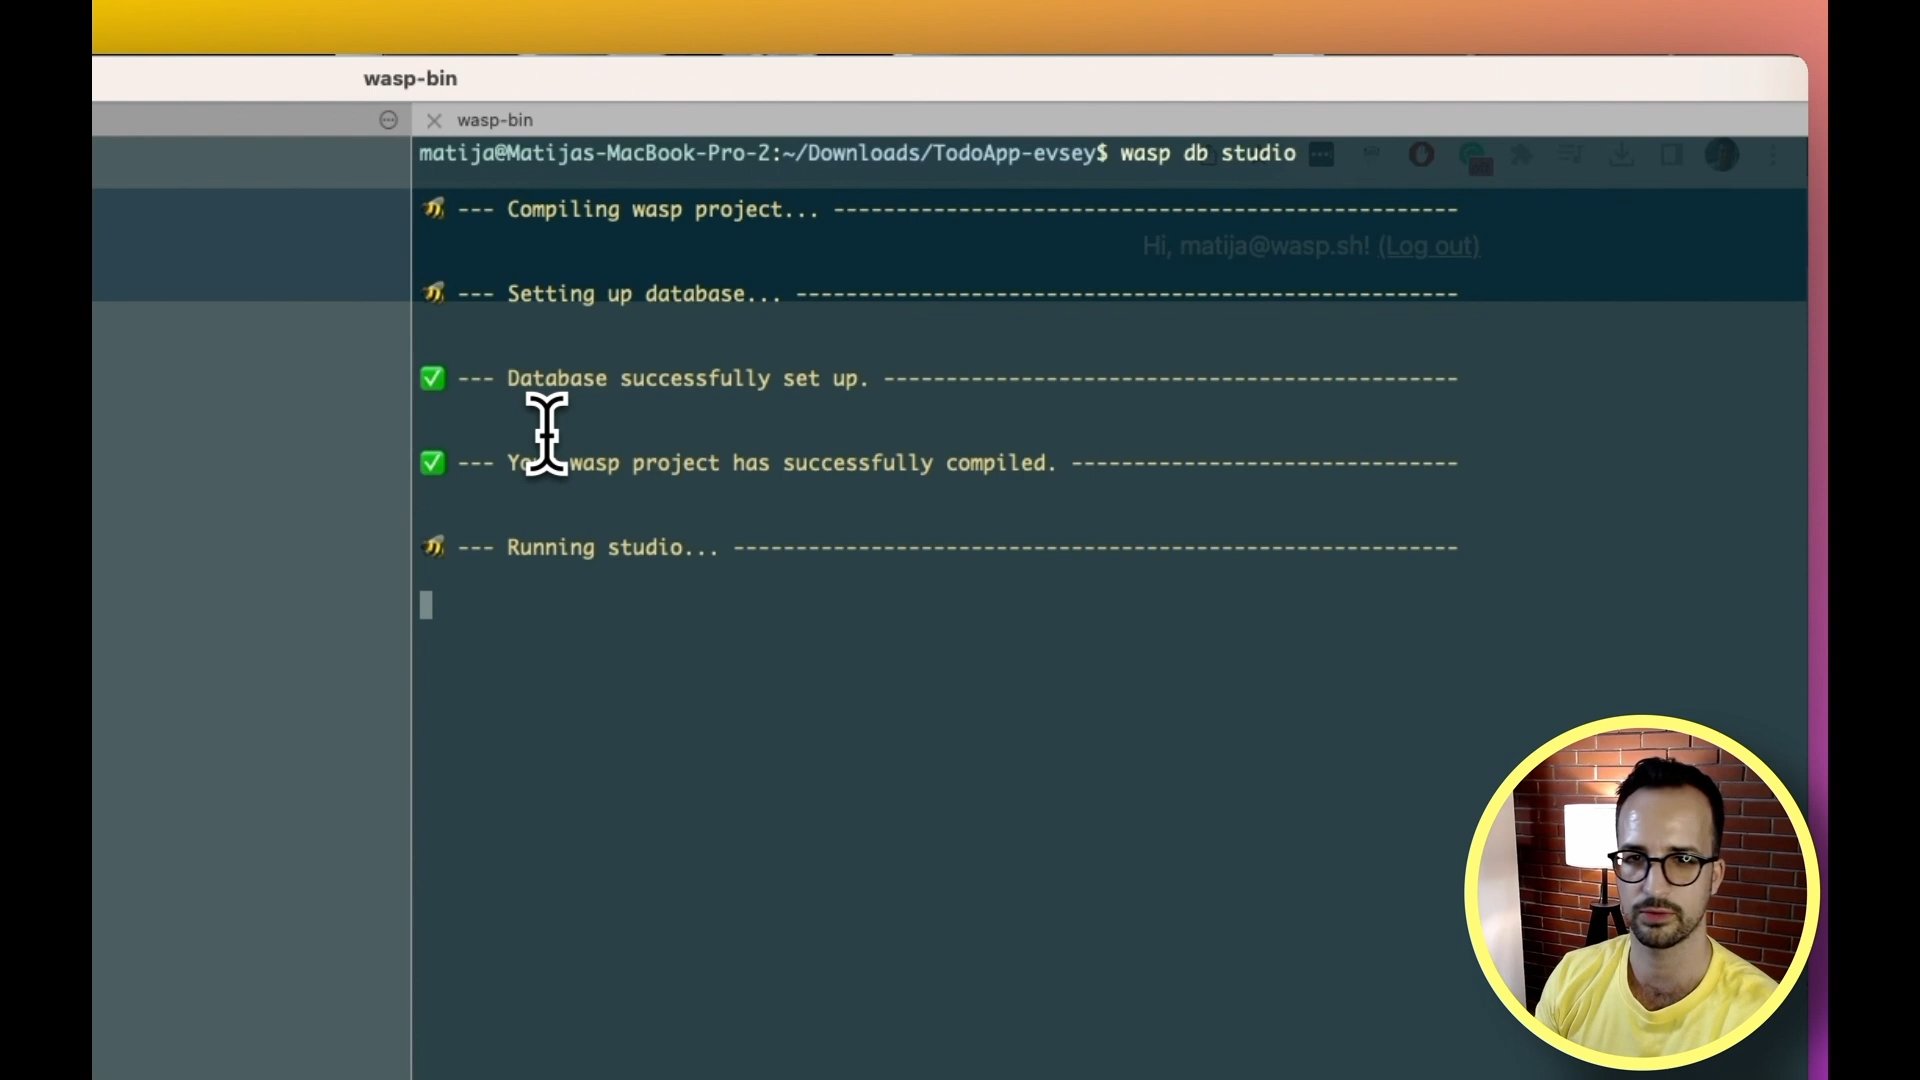 wasp-bin
wasp-bin
matija@Matijas-MacBook-Pro-2:~/Downloads/TodoApp-evsey$ wasp db studio
--- Compiling wasp project... --------------------------------------------------
Hi, matija@wasp.sh! (Log out)
--- Setting up database... -----------------------------------------------------
✅ --- Database successfully set up. ----------------------------------------------
✅ --- wasp project has successfully compiled. -------------------------------
--- Running studio... ----------------------------------------------------------